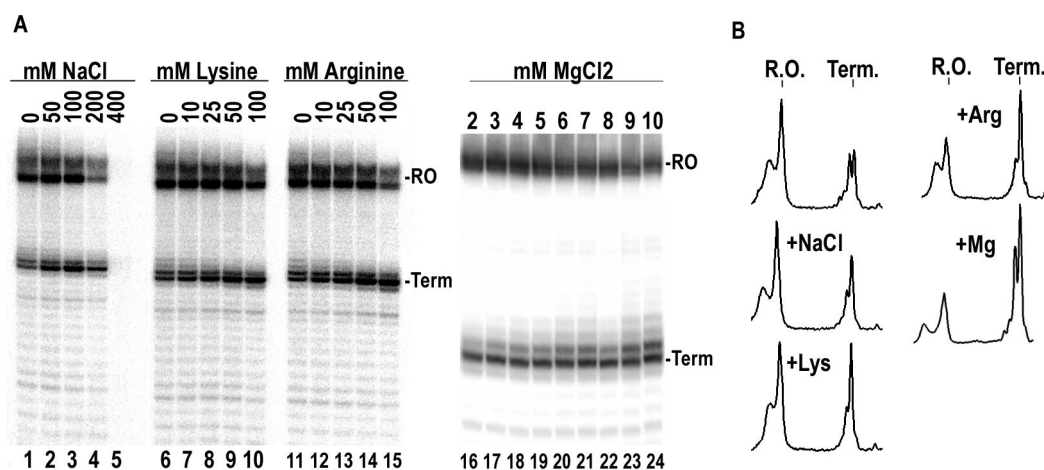 A
mM NaCl
mM Lysine
mM Arginine
mM MgCl2
0 50 100 200 400
0 10 25 50 100
0 10 25 50 100
2 3 4 5 6 7 8 9 10
-RO
-RO
-Term
-Term
1 2 3 4 5
6 7 8 9 10
11 12 13 14 15
16 17 18 19 20 21 22 23 24
B
R.O. Term.
R.O. Term.
+Arg
+NaCl
+Mg
+Lys